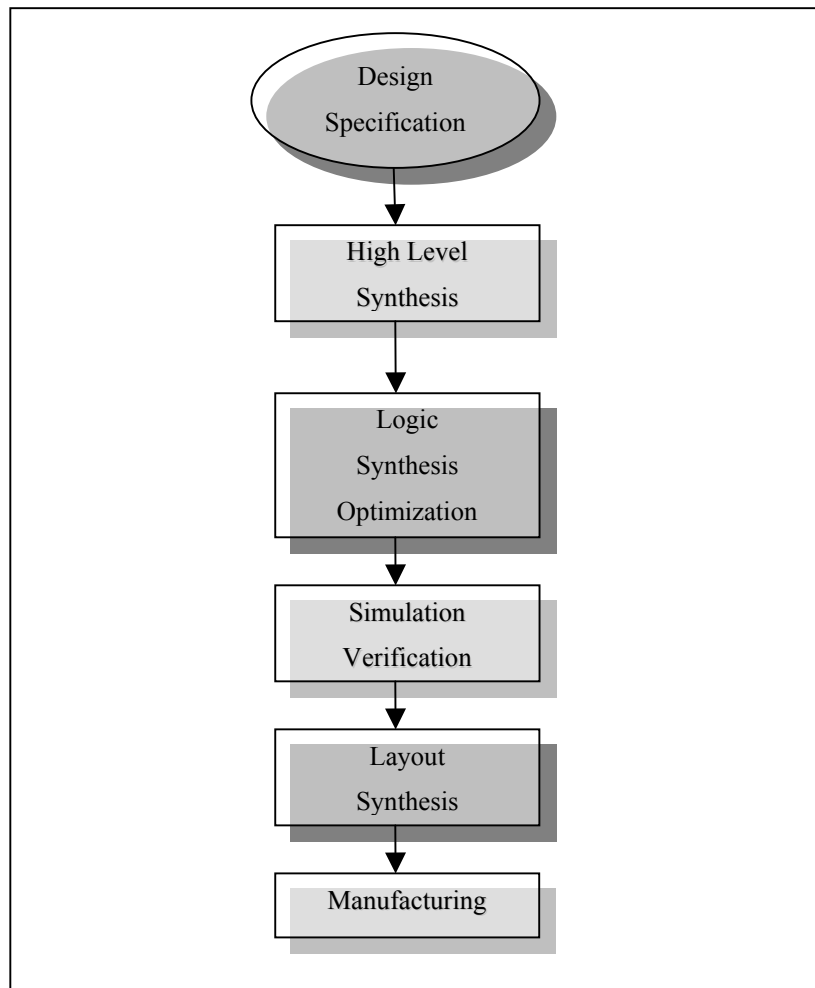 Design
Specification
High Level
Synthesis
Logic
Synthesis
Optimization
Simulation
Verification
Layout
Synthesis
Manufacturing